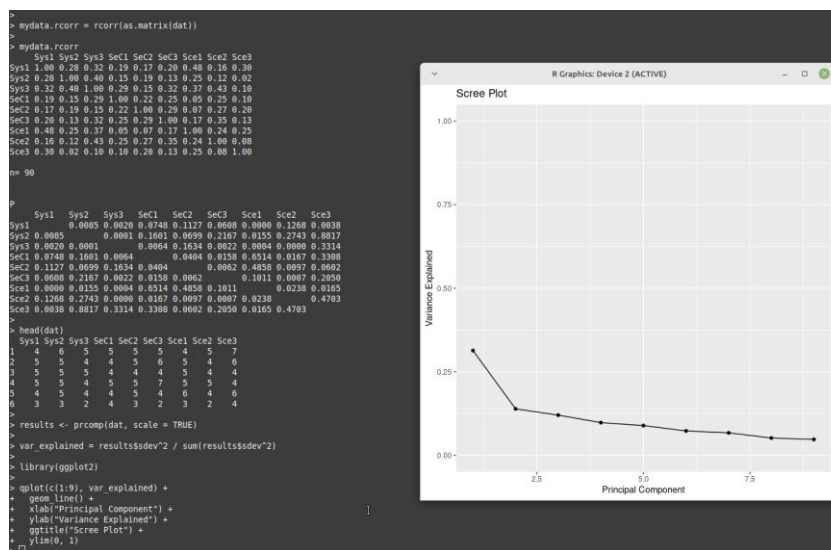 >
> mydata.rcorr = rcorr(as.matrix(dat))
>
> mydata.rcorr
Sys1 Sys2 Sys3 SeC1 SeC2 SeC3 Sce1 Sce2 Sce3
Sys1 1.00 0.28 0.32 0.19 0.17 0.20 0.48 0.16 0.30
Sys2 0.28 1.00 0.40 0.15 0.19 0.13 0.25 0.12 0.02
Sys3 0.32 0.40 1.00 0.29 0.15 0.32 0.37 0.43 0.10
SeC1 0.19 0.15 0.29 1.00 0.22 0.25 0.05 0.25 0.10
SeC2 0.17 0.19 0.15 0.22 1.00 0.29 0.07 0.27 0.20
SeC3 0.20 0.13 0.32 0.25 0.29 1.00 0.17 0.35 0.13
Sce1 0.48 0.25 0.37 0.05 0.07 0.17 1.00 0.24 0.25
Sce2 0.16 0.12 0.43 0.25 0.27 0.35 0.24 1.00 0.08
Sce3 0.30 0.02 0.10 0.10 0.20 0.13 0.25 0.08 1.00
n= 90
P
Sys1 Sys2 Sys3 SeC1 SeC2 SeC3 Sce1 Sce2 Sce3
Sys1 0.0085 0.0020 0.0748 0.1127 0.0608 0.0000 0.1268 0.0038
Sys2 0.0085 0.0001 0.1601 0.0699 0.2167 0.0155 0.2743 0.8817
Sys3 0.0020 0.0001 0.0064 0.1634 0.0022 0.0004 0.0000 0.3314
SeC1 0.0748 0.1601 0.0064 0.0404 0.0158 0.6514 0.0167 0.3308
SeC2 0.1127 0.0699 0.1634 0.0404 0.0062 0.4858 0.0097 0.0602
SeC3 0.0608 0.2167 0.0022 0.0158 0.0062 0.1011 0.0007 0.2050
Sce1 0.0000 0.0155 0.0004 0.6514 0.4858 0.1011 0.0238 0.0165
Sce2 0.1268 0.2743 0.0000 0.0167 0.0097 0.0007 0.0238 0.4703
Sce3 0.0038 0.8817 0.3314 0.3308 0.0602 0.2050 0.0165 0.4703
>
> head(dat)
Sys1 Sys2 Sys3 SeC1 SeC2 SeC3 Sce1 Sce2 Sce3
1 4 6 5 5 5 5 4 5 7
2 5 5 4 4 5 6 5 4 6
3 5 5 5 4 4 4 5 4 4
4 5 5 4 5 5 7 5 5 4
5 4 5 4 4 5 4 6 4 6
6 3 3 2 4 3 2 3 2 4
>
> results <- prcomp(dat, scale = TRUE)
>
> var_explained = results$sdev^2 / sum(results$sdev^2)
>
> library(ggplot2)
>
> qplot(c(1:9), var_explained) +
+ geom_line() +
+ xlab("Principal Component") +
+ ylab("Variance Explained") +
+ ggtitle("Scree Plot") +
+ ylim(0, 1)
R Graphics: Device 2 (ACTIVE)
Scree Plot
1.00
Variance Explained
0.50
0.25
0.00
2.5 5.0 7.5
Principal Component